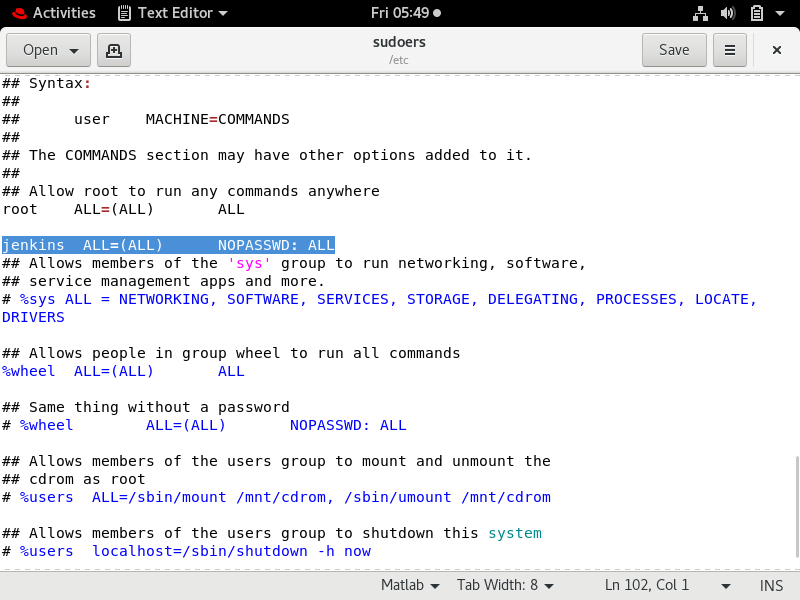 Activities Text Editor Fri 05:49
Open sudoers Save
/etc
## Syntax:
##
## user MACHINE=COMMANDS
##
## The COMMANDS section may have other options added to it.
##
## Allow root to run any commands anywhere
root ALL=(ALL) ALL
jenkins ALL=(ALL) NOPASSWD: ALL
## Allows members of the 'sys' group to run networking, software,
## service management apps and more.
# %sys ALL = NETWORKING, SOFTWARE, SERVICES, STORAGE, DELEGATING, PROCESSES, LOCATE,
DRIVERS
## Allows people in group wheel to run all commands
%wheel ALL=(ALL) ALL
## Same thing without a password
# %wheel ALL=(ALL) NOPASSWD: ALL
## Allows members of the users group to mount and unmount the
## cdrom as root
# %users ALL=/sbin/mount /mnt/cdrom, /sbin/umount /mnt/cdrom
## Allows members of the users group to shutdown this system
# %users localhost=/sbin/shutdown -h now
Matlab Tab Width: 8 Ln 102, Col 1 INS